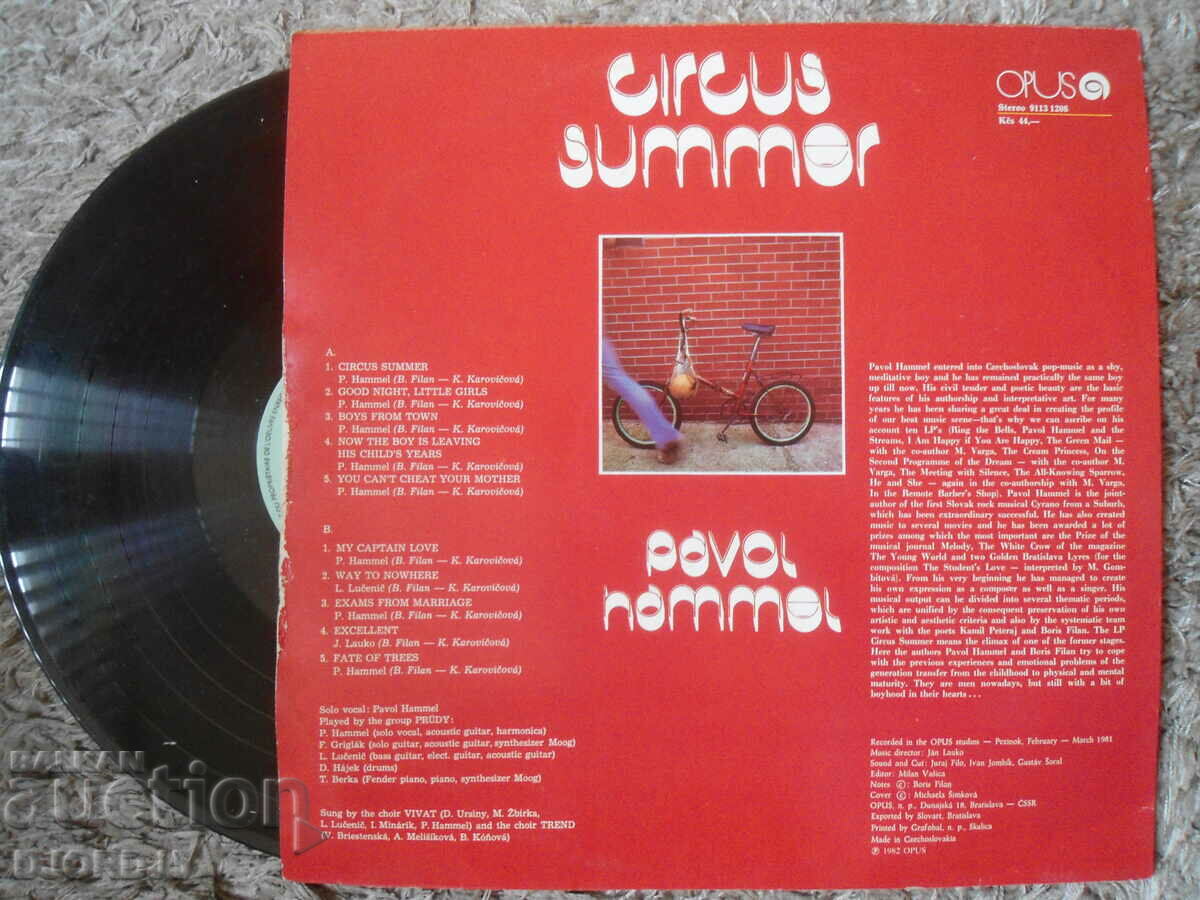 circus
summer
OPUS
Stereo 9113 1208
Kčs 44,—
A.
1. CIRCUS SUMMER
P. Hammel (B. Filan — K. Karovičová)
2. GOOD NIGHT, LITTLE GIRLS
P. Hammel (B. Filan — K. Karovičová)
3. BOYS FROM TOWN
P. Hammel (B. Filan — K. Karovičová)
4. NOW THE BOY IS LEAVING
HIS CHILD'S YEARS
P. Hammel (B. Filan — K. Karovičová)
5. YOU CAN'T CHEAT YOUR MOTHER
P. Hammel (B. Filan — K. Karovičová)
B.
1. MY CAPTAIN LOVE
P. Hammel (B. Filan — K. Karovičová)
2. WAY TO NOWHERE
L. Lučenič (B. Filan — K. Karovičová)
3. EXAMS FROM MARRIAGE
P. Hammel (B. Filan — K. Karovičová)
4. EXCELLENT
J. Lauko (B. Filan — K. Karovičová)
5. FATE OF TREES
P. Hammel (B. Filan — K. Karovičová)
Solo vocal: Pavol Hammel
Played by the group PRÚDY:
P. Hammel (solo vocal, acoustic guitar, harmonica)
F. Griglák (solo guitar, acoustic guitar, synthesizer Moog)
L. Lučenič (bass guitar, elect. guitar, acoustic guitar)
D. Hájek (drums)
T. Berka (Fender piano, piano, synthesizer Moog)
Sung by the choir VIVAT (D. Ursiny, M. Žbirka,
L. Lučenič, I. Minárik, P. Hammel) and the choir TREND
(V. Briestenská, A. Melišíková, B. Kóňová)
pavol
hammel
Pavol Hammel entered into Czechoslovak pop-music as a shy,
meditative boy and he has remained practically the same boy
up till now. His civil tender and poetic beauty are the basic
features of his authorship and interpretative art. For many
years he has been sharing a great deal in creating the profile
of our best music scene—that's why we can ascribe on his
account ten LP's (Ring the Bells, Pavol Hammel and the
Streams, I Am Happy if You Are Happy, The Green Mail —
with the co-author M. Varga, The Cream Princess, On the
Second Programme of the Dream — with the co-author M.
Varga, The Meeting with Silence, The All-Knowing Sparrow,
He and She — again in the co-authorship with M. Varga,
In the Remote Barber's Shop). Pavol Hammel is the joint-
author of the first Slovak rock musical Cyrano from a Suburb,
which has been extraordinary successful. He has also created
music to several movies and he has been awarded a lot of
prizes among which the most important are the Prize of the
musical journal Melody, The White Crow of the magazine
The Young World and two Golden Bratislava Lyres (for the
composition The Student's Love — interpreted by M. Gom-
bitová). From his very beginning he has managed to create
his own expression as a composer as well as a singer. His
musical output can be divided into several thematic periods,
which are unified by the consequent preservation of his own
artistic and aesthetic criteria and also by the systematic team
work with the poets Kamil Peteraj and Boris Filan. The LP
Circus Summer means the climax of one of the former stages.
Here the authors Pavol Hammel and Boris Filan try to cope
with the previous experiences and emotional problems of the
generation transfer from the childhood to physical and mental
maturity. They are men nowadays, but still with a bit of
boyhood in their hearts...
Recorded in the OPUS studios — Pezinok, February — March 1981
Music director: Ján Lauko
Sound and Cut: Juraj Filo, Ivan Jombík, Gustáv Šoral
Editor: Milan Vašica
Notes ©: Boris Filan
Cover ©: Michaela Šimková
OPUS, n. p., Dunajská 18, Bratislava — ČSSR
Exported by Slovart, Bratislava
Printed by Grafobal, n. p., Skalica
Made in Czechoslovakia
℗ 1982 OPUS
BALKAN
auction